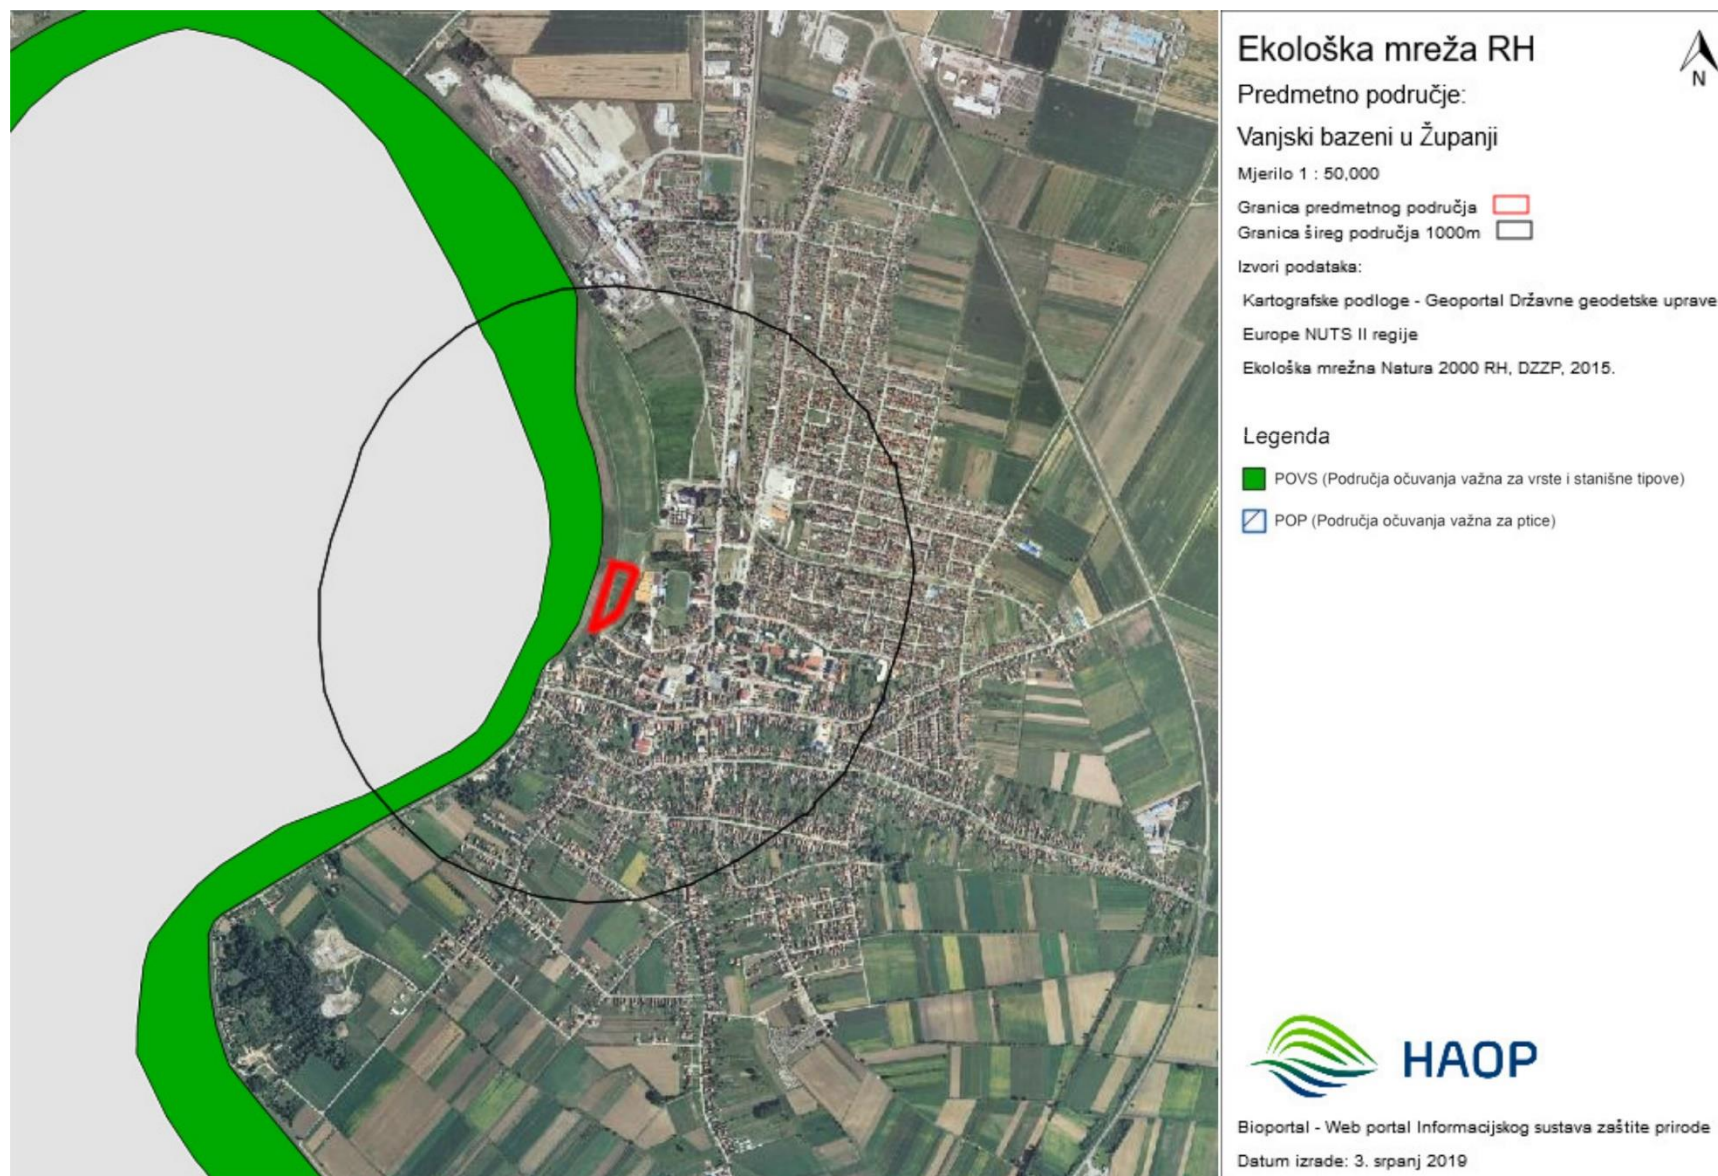 Ekološka mreža RH
N
Predmetno područje:
Vanjski bazeni u Županji
Mjerilo 1 : 50,000
Granica predmetnog područja
Granica šireg područja 1000m
Izvori podataka:
Kartografske podloge - Geoportal Državne geodetske uprave
Europe NUTS II regije
Ekološka mrežna Natura 2000 RH, DZZP, 2015.
Legenda
POVS (Područja očuvanja važna za vrste i stanišne tipove)
POP (Područja očuvanja važna za ptice)
HAOP
Bioportal - Web portal Informacijskog sustava zaštite prirode
Datum izrade: 3. srpanj 2019